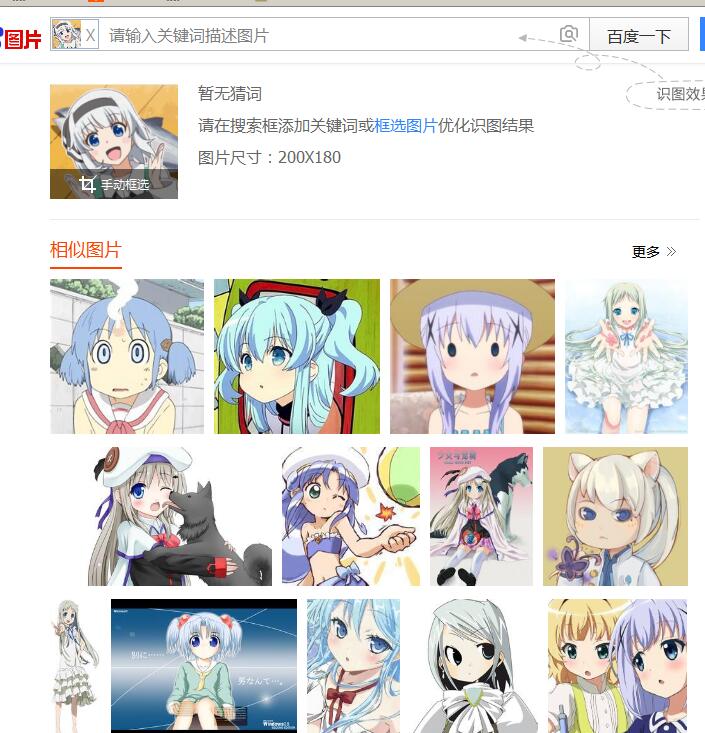 图片
X 请输入关键词描述图片 百度一下
识图效果
暂无猜词
请在搜索框添加关键词或框选图片优化识图结果
图片尺寸：200X180
手动框选
相似图片 更多 »
別に……
男なんて…。